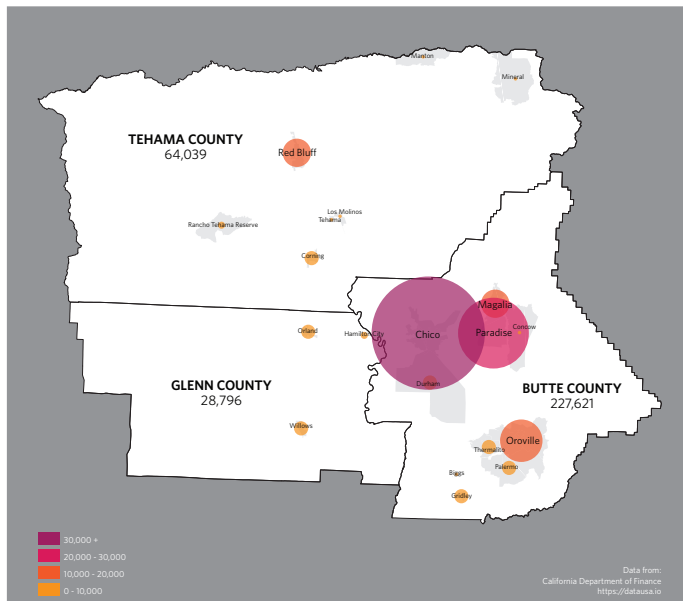 Manton
Mineral
TEHAMA COUNTY
64,039
Red Bluff
Los Molinos
Tehama
Rancho Tehama Reserve
Corning
Magalia
Orland
Hamilton City
Chico
Paradise
Concow
GLENN COUNTY
28,796
Durham
BUTTE COUNTY
227,621
Willows
Oroville
Thermalito
Palermo
Biggs
Gridley
30,000 +
20,000 - 30,000
10,000 - 20,000
0 - 10,000
Data from:
California Department of Finance
https://datausa.io